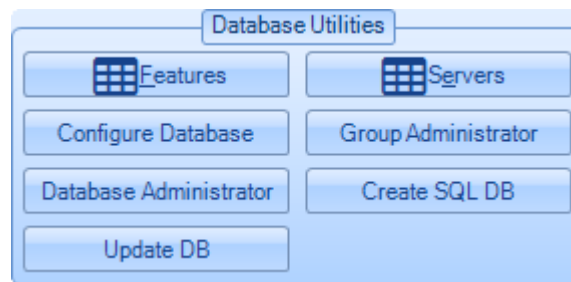 Database Utilities
Features
Servers
Configure Database
Group Administrator
Database Administrator
Create SQL DB
Update DB